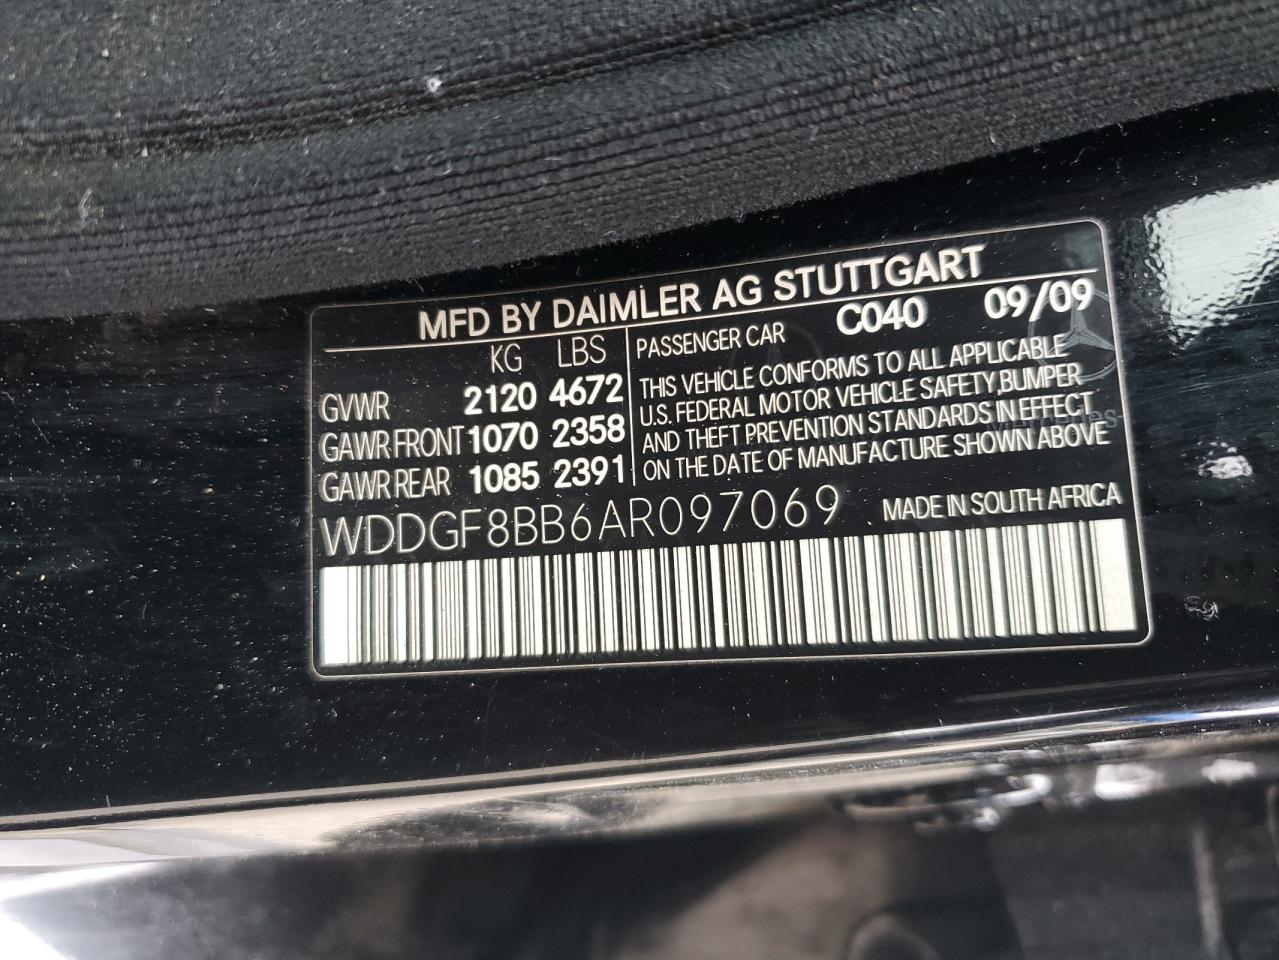 MFD BY DAIMLER AG STUTTGART
KG LBS
GVWR 2120 4672
GAWR FRONT 1070 2358
GAWR REAR 1085 2391
PASSENGER CAR C040 09/09
THIS VEHICLE CONFORMS TO ALL APPLICABLE
U.S. FEDERAL MOTOR VEHICLE SAFETY, BUMPER
AND THEFT PREVENTION STANDARDS IN EFFECT
ON THE DATE OF MANUFACTURE SHOWN ABOVE
WDDGF8BB6AR097069 MADE IN SOUTH AFRICA